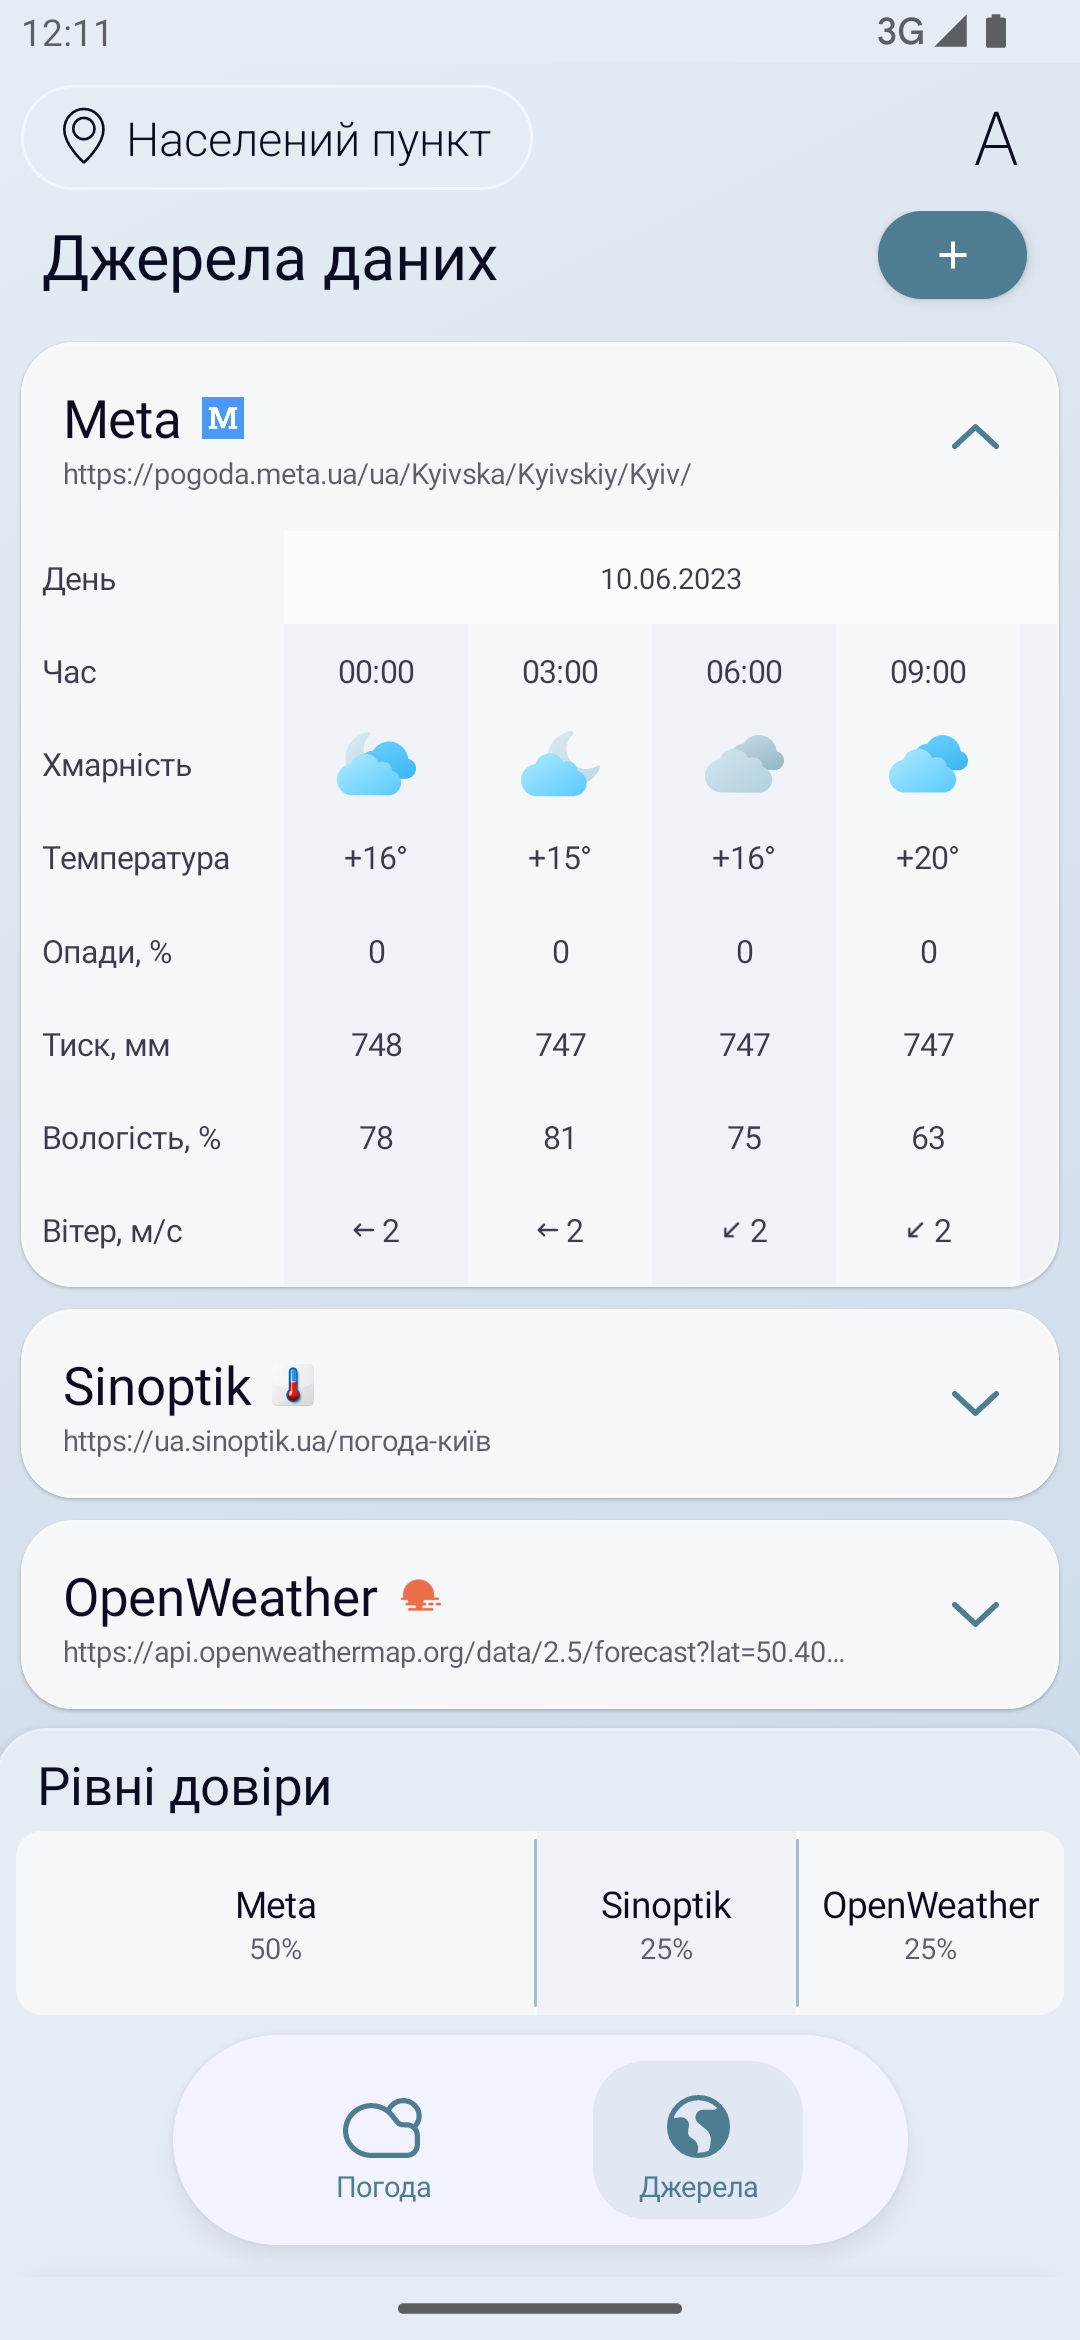 12:11
3G
Населений пункт
A
Джерела даних
+
Meta M
https://pogoda.meta.ua/ua/Kyivska/Kyivskiy/Kyiv/
День 10.06.2023
Час 00:00 03:00 06:00 09:00
Хмарність
Температура +16° +15° +16° +20°
Опади, % 0 0 0 0
Тиск, мм 748 747 747 747
Вологість, % 78 81 75 63
Вітер, м/с ← 2 ← 2 ↙ 2 ↙ 2
Sinoptik
https://ua.sinoptik.ua/погода-київ
OpenWeather
https://api.openweathermap.org/data/2.5/forecast?lat=50.40...
Рівні довіри
Meta Sinoptik OpenWeather
50% 25% 25%
Погода Джерела